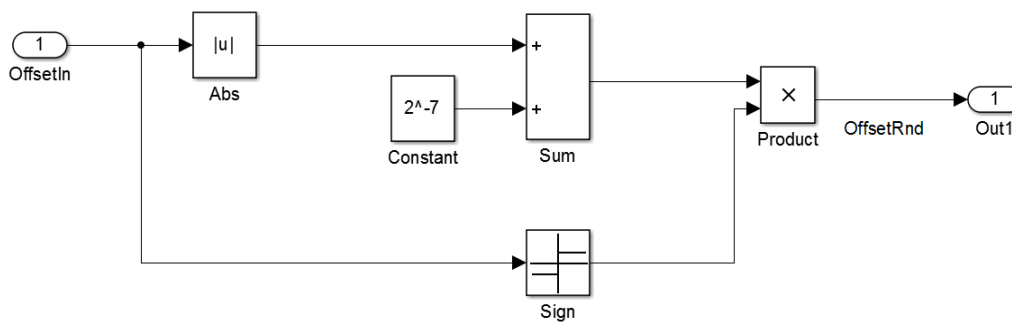 1
OffsetIn
|u|
Abs
2^-7
Constant
+
+
Sum
×
Product
OffsetRnd
1
Out1
Sign